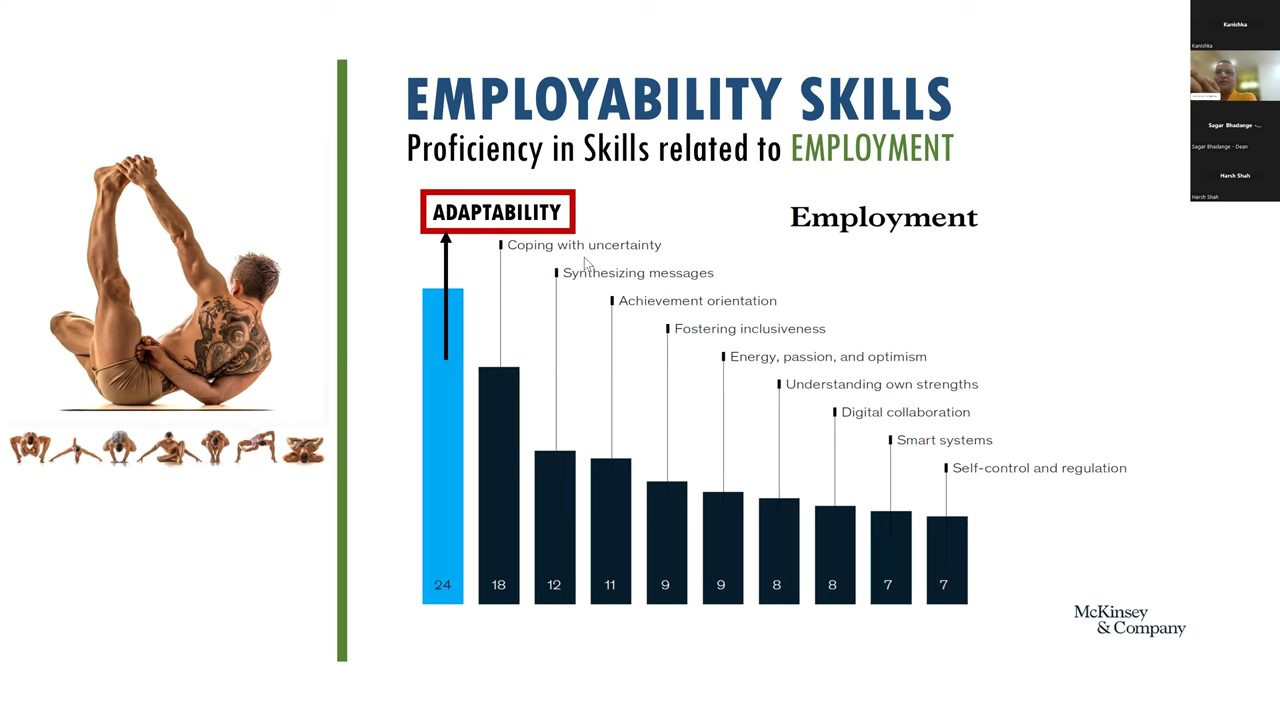 EMPLOYABILITY SKILLS
Proficiency in Skills related to EMPLOYMENT
ADAPTABILITY
Employment
Coping with uncertainty
Synthesizing messages
Achievement orientation
Fostering inclusiveness
Energy, passion, and optimism
Understanding own strengths
Digital collaboration
Smart systems
Self-control and regulation
24 18 12 11 9 9 8 8 7 7
McKinsey
& Company
Kanishka
Kanishka
Sagar Bhadange -...
Sagar Bhadange - Dean
Harsh Shah
Harsh Shah